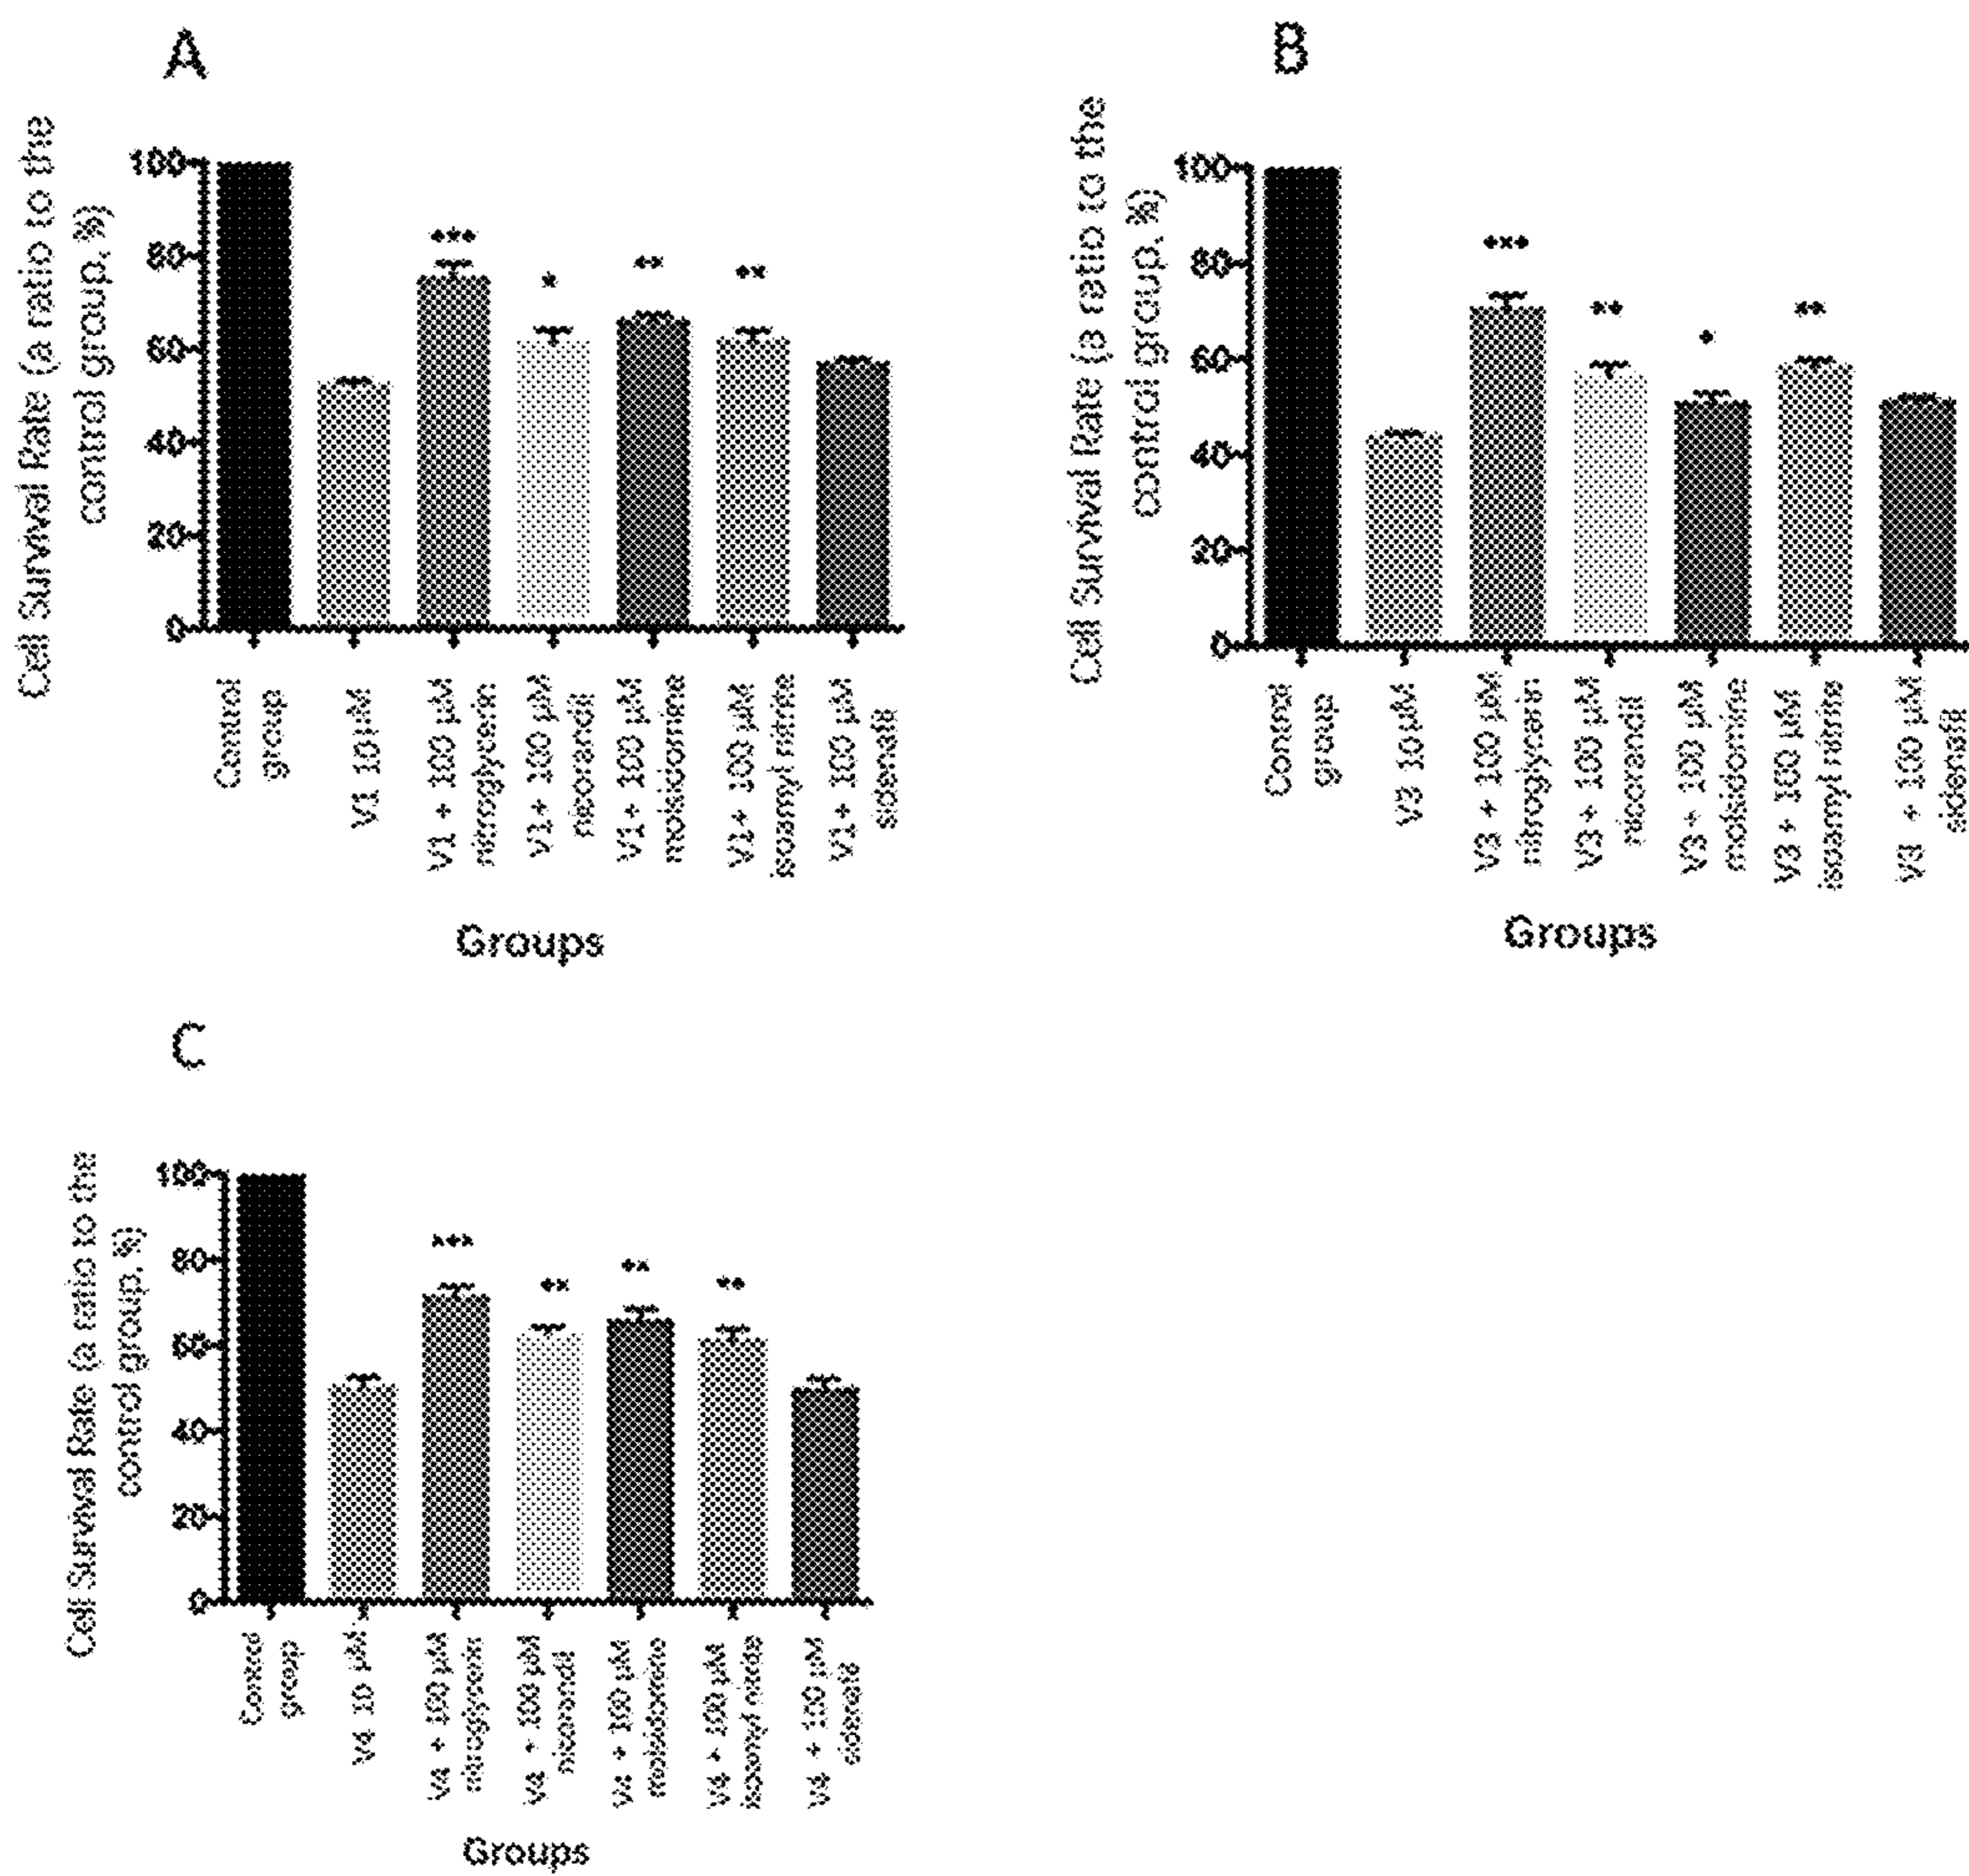 A
Cell Survival Rate (a ratio to the
control group, %)
100
80
60
40
20
0
Control
group
V1 10 µM
V1 + 100 µM
nitroglycerin
V1+ 100 µM
nicorandil
V1+ 100 µM
molsidomine
V1+ 100 µM
isoamyl nitrite
V1+ 100 µM
sidenafil
***
*
**
**
Groups
B
Cell Survival Rate (a ratio to the
control group, %)
100
80
60
40
20
0
Control
group
V3 10 µM
V3 + 100 µM
nitroglycerin
V3 + 100 µM
nicorandil
V3 + 100 µM
molsidomine
V3 + 100 µM
isoamyl nitrite
V3 + 100 µM
sidenafil
***
**
*
**
Groups
C
Cell Survival Rate (a ratio to the
control group, %)
100
80
60
40
20
0
Control
group
V4 10 µM
V4 + 100 µM
nitroglycerin
V4 + 100 µM
nicorandil
V4 + 100 µM
molsidomine
V4 + 100 µM
isoamyl nitrite
V4 + 100 µM
sidenafil
***
**
**
**
Groups